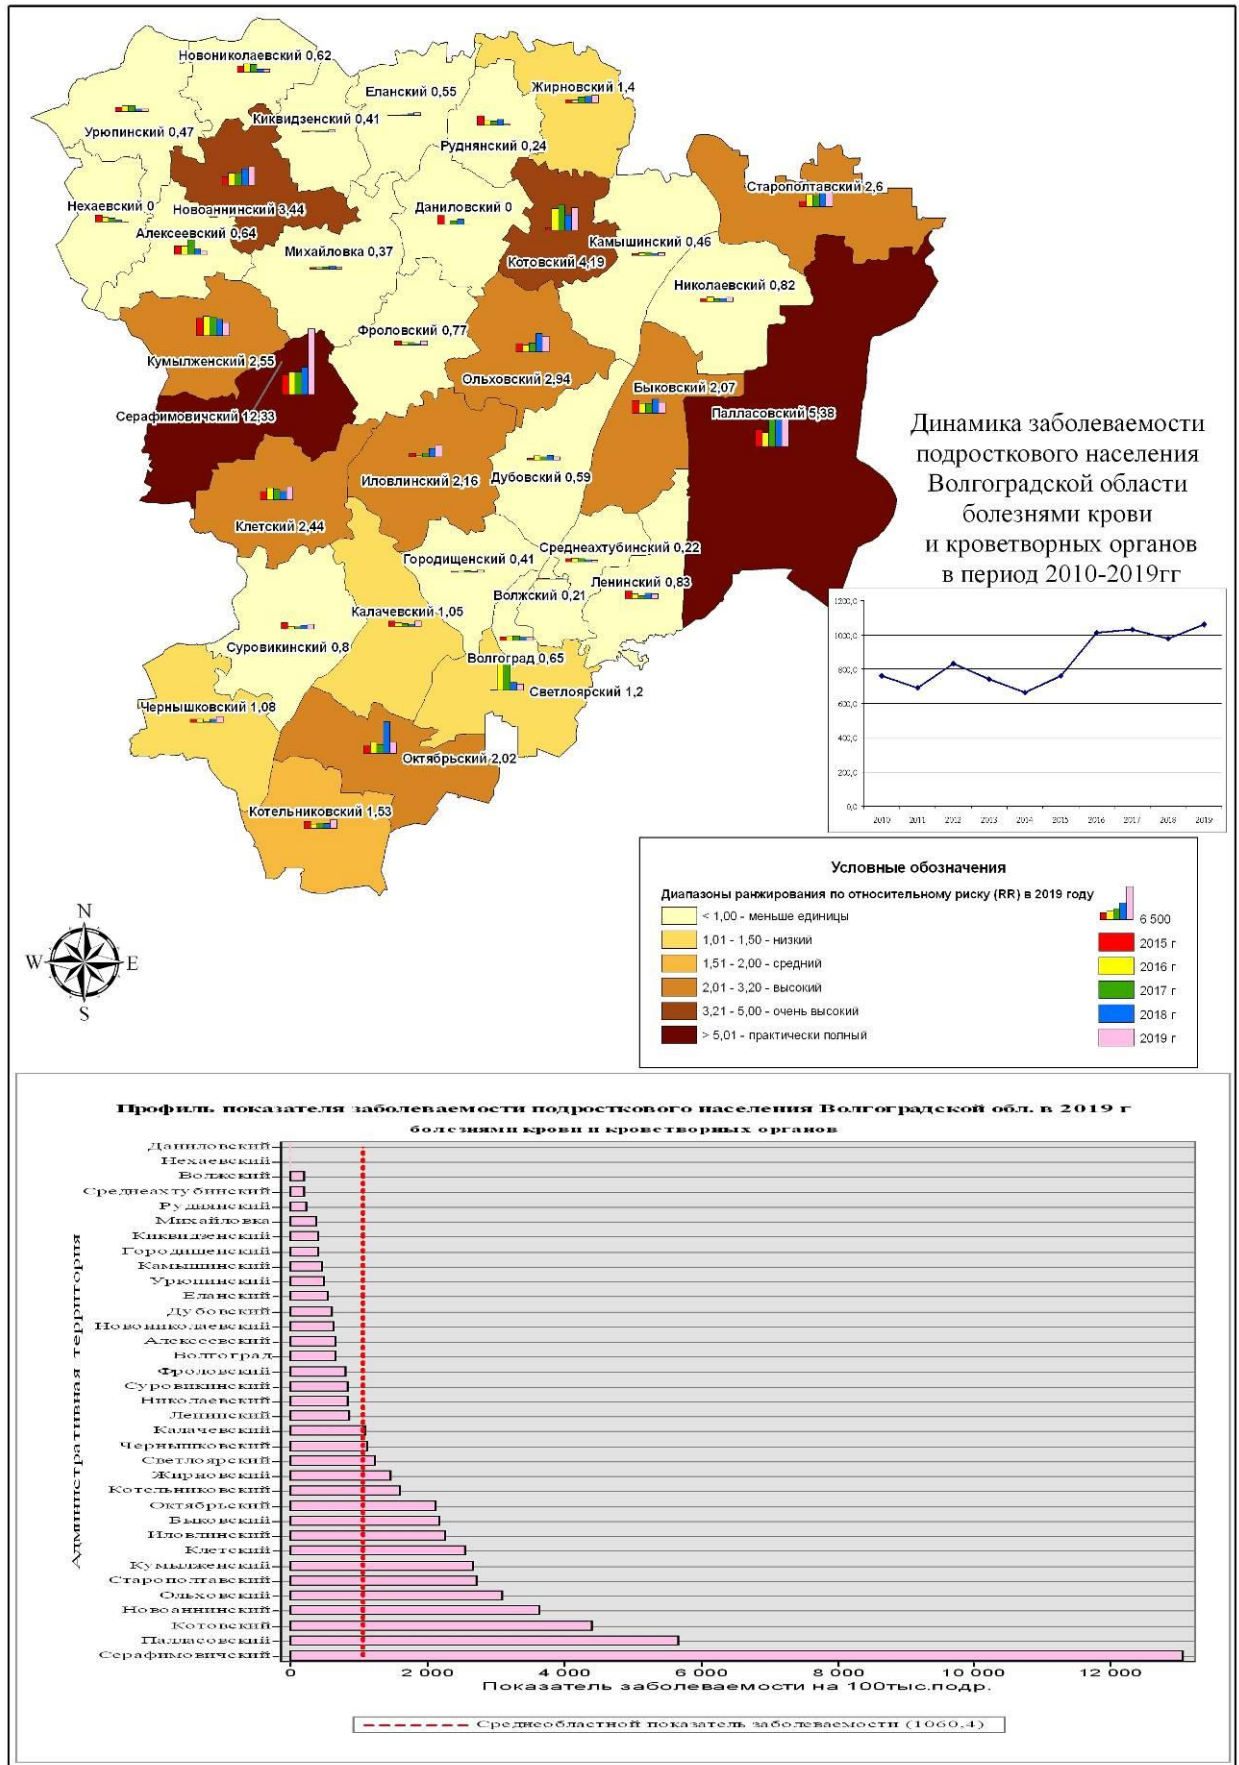 Новониколаевский 0,62
Еланский 0,55
Жирновский 1,4
Урюпинский 0,47
Киквидзенский 0,41
Руднянский 0,24
Старополтавский 2,6
Нехаевский 0
Новоаннинский 3,44
Даниловский 0
Алексеевский 0,64
Михайловка 0,37
Камышинский 0,46
Котовский 4,19
Николаевский 0,82
Фроловский 0,77
Кумылженский 2,55
Ольховский 2,94
Быковский 2,07
Серафимовичский 12,33
Палласовский 5,38
Иловлинский 2,16
Дубовский 0,59
Клетский 2,44
Городищенский 0,41
Среднеахтубинский 0,22
Волжский 0,21
Ленинский 0,83
Калачевский 1,05
Суровикинский 0,8
Волгоград 0,65
Светлоярский 1,2
Чернышковский 1,08
Октябрьский 2,02
Котельниковский 1,53
Динамика заболеваемости
подросткового населения
Волгоградской области
болезнями крови
и кроветворных органов
в период 2010-2019гг
1200,0
1000,0
800,0
600,0
400,0
200,0
0,0
2010 2011 2012 2013 2014 2015 2016 2017 2018 2019
Условные обозначения
Диапазоны ранжирования по относительному риску (RR) в 2019 году
< 1,00 - меньше единицы
1,01 - 1,50 - низкий
1,51 - 2,00 - средний
2,01 - 3,20 - высокий
3,21 - 5,00 - очень высокий
> 5,01 - практически полный
6 500
2015 г
2016 г
2017 г
2018 г
2019 г
N
W E
S
Профиль показателя заболеваемости подросткового населения Волгоградской обл. в 2019 г
болезнями крови и кроветворных органов
Административная территория
Даниловский
Нехаевский
Волжский
Среднеахтубинский
Руднянский
Михайловка
Киквидзенский
Городищенский
Камышинский
Урюпинский
Еланский
Дубовский
Новониколаевский
Алексеевский
Волгоград
Фроловский
Суровикинский
Николаевский
Ленинский
Калачевский
Чернышковский
Светлоярский
Жирновский
Котельниковский
Октябрьский
Быковский
Иловлинский
Клетский
Кумылженский
Старополтавский
Ольховский
Новоаннинский
Котовский
Палласовский
Серафимовичский
0 2 000 4 000 6 000 8 000 10 000 12 000
Показатель заболеваемости на 100тыс.подр.
Среднеобластной показатель заболеваемости (1060,4)